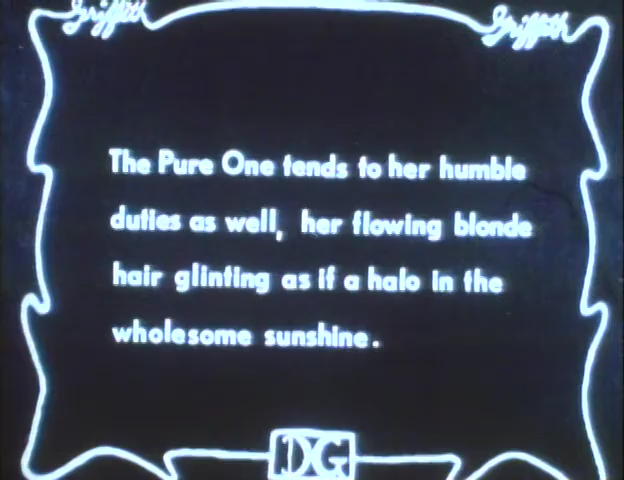 Griffith Griffith
The Pure One tends to her humble
duties as well, her flowing blonde
hair glinting as if a halo in the
wholesome sunshine.
DG